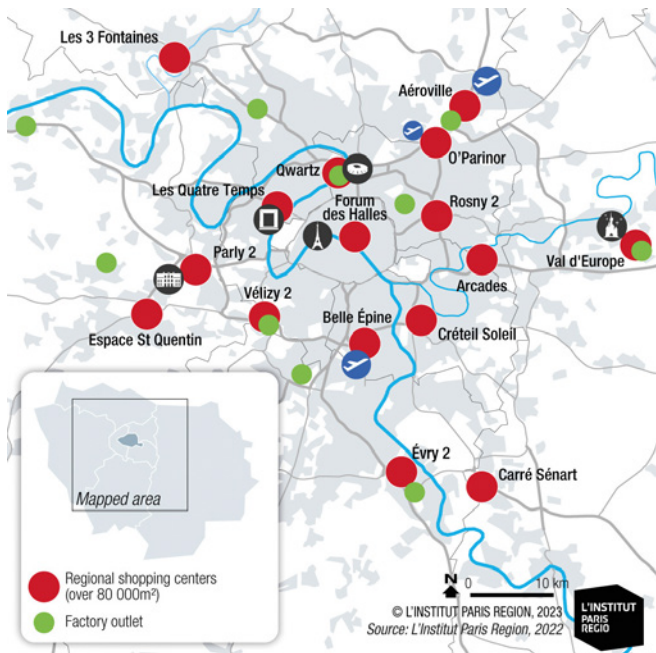 Les 3 Fontaines
Aéroville
O'Parinor
Qwartz
Les Quatre Temps
Forum
des Halles
Rosny 2
Parly 2
Val d'Europe
Arcades
Vélizy 2
Espace St Quentin
Belle Épine
Créteil Soleil
Évry 2
Carré Sénart
Mapped area
Regional shopping centers
(over 80 000m²)
Factory outlet
N
0 10 km
© L'INSTITUT PARIS REGION, 2023
Source: L'Institut Paris Region, 2022
L'INSTITUT
PARIS
REGIO